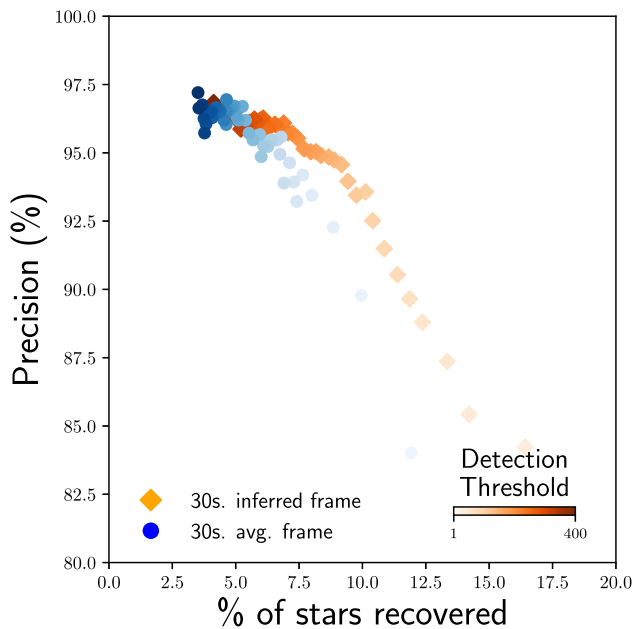 100.0
97.5
95.0
92.5
90.0
87.5
85.0
82.5
80.0
Precision (%)
Detection
Threshold
1 400
30s. inferred frame
30s. avg. frame
0.0 2.5 5.0 7.5 10.0 12.5 15.0 17.5 20.0
% of stars recovered